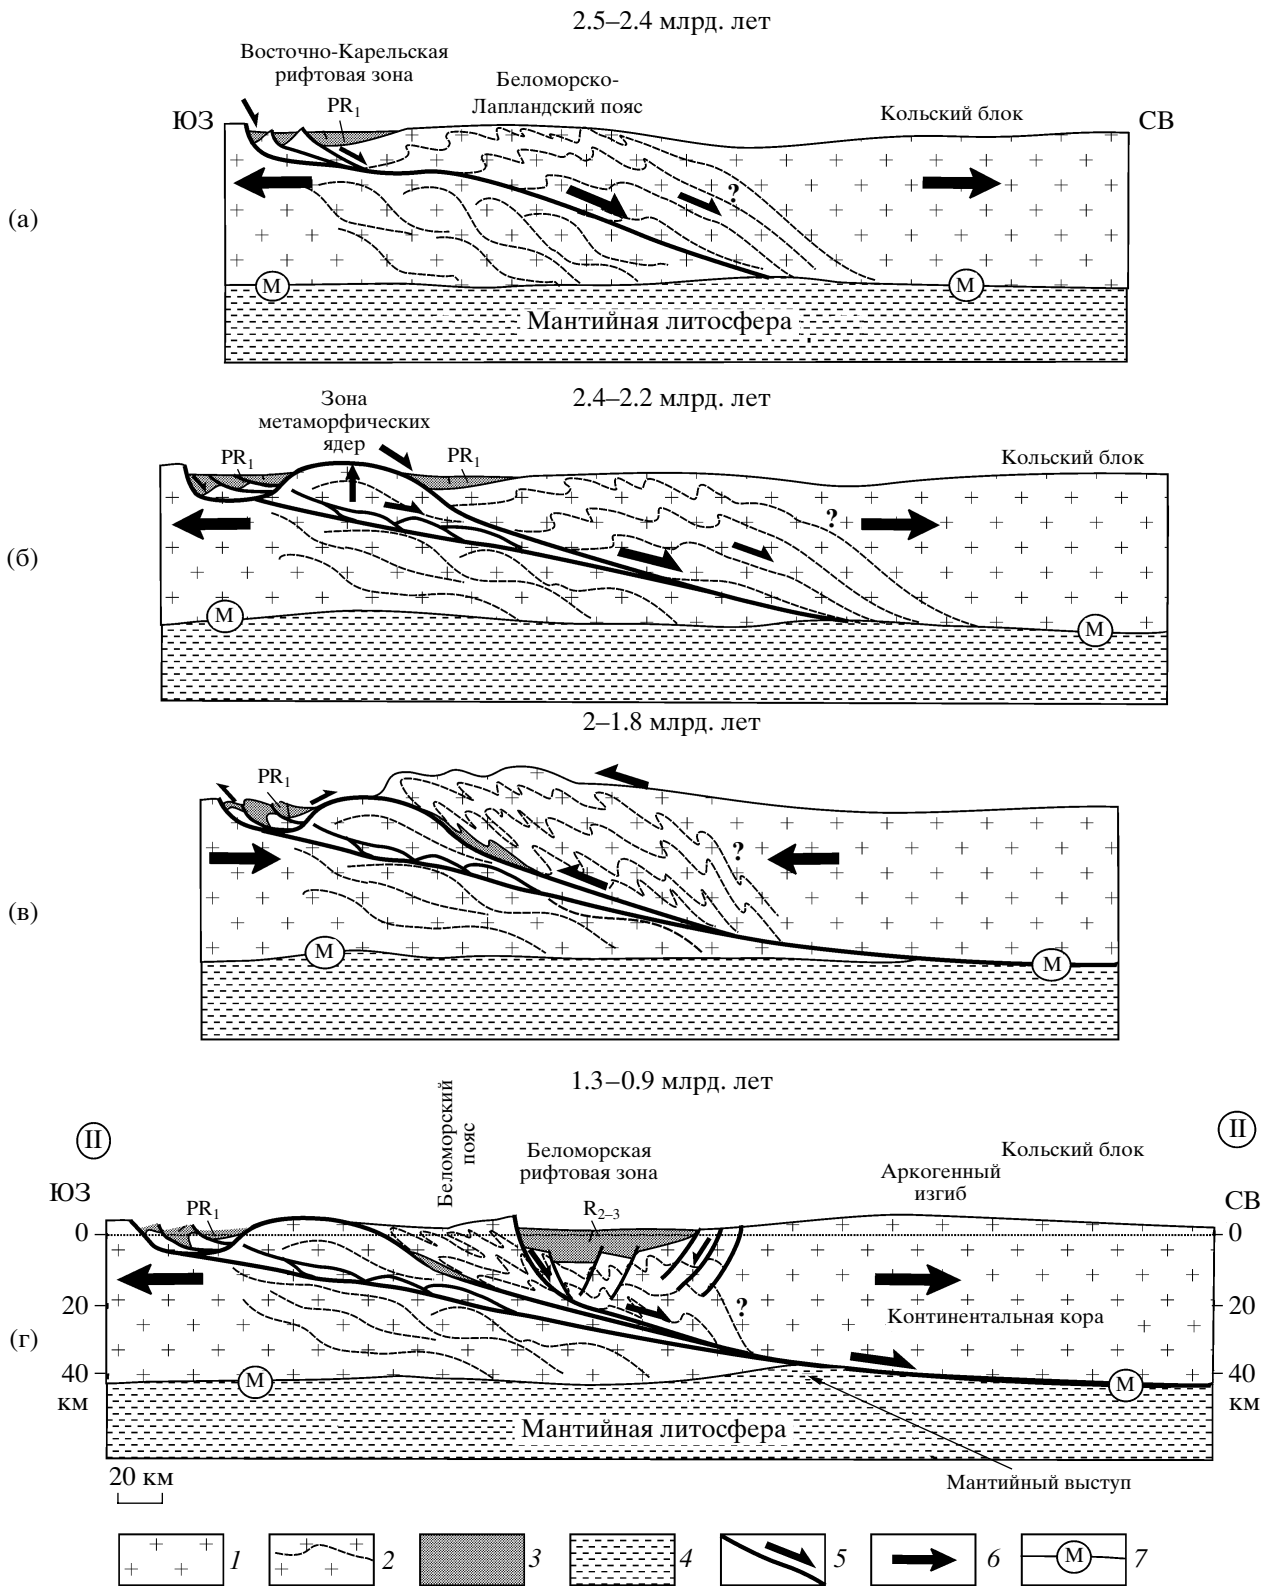 2.5–2.4 млрд. лет
Восточно-Карельская
рифтовая зона
Беломорско-
Лапландский пояс
PR1
Кольский блок
ЮЗ
СВ
?
(а)
М
М
Мантийная литосфера
2.4–2.2 млрд. лет
Зона
метаморфических
ядер
PR1
PR1
Кольский блок
?
(б)
М
М
2–1.8 млрд. лет
PR1
?
(в)
М
М
1.3–0.9 млрд. лет
Беломорский
пояс
II
II
Беломорская
рифтовая зона
Кольский блок
Аркогенный
изгиб
ЮЗ
СВ
PR1
R2–3
0
0
20
20
?
Континентальная кора
(г)
40
40
М
М
км
км
Мантийная литосфера
20 км
Мантийный выступ
1
2
3
4
5
6
М
7